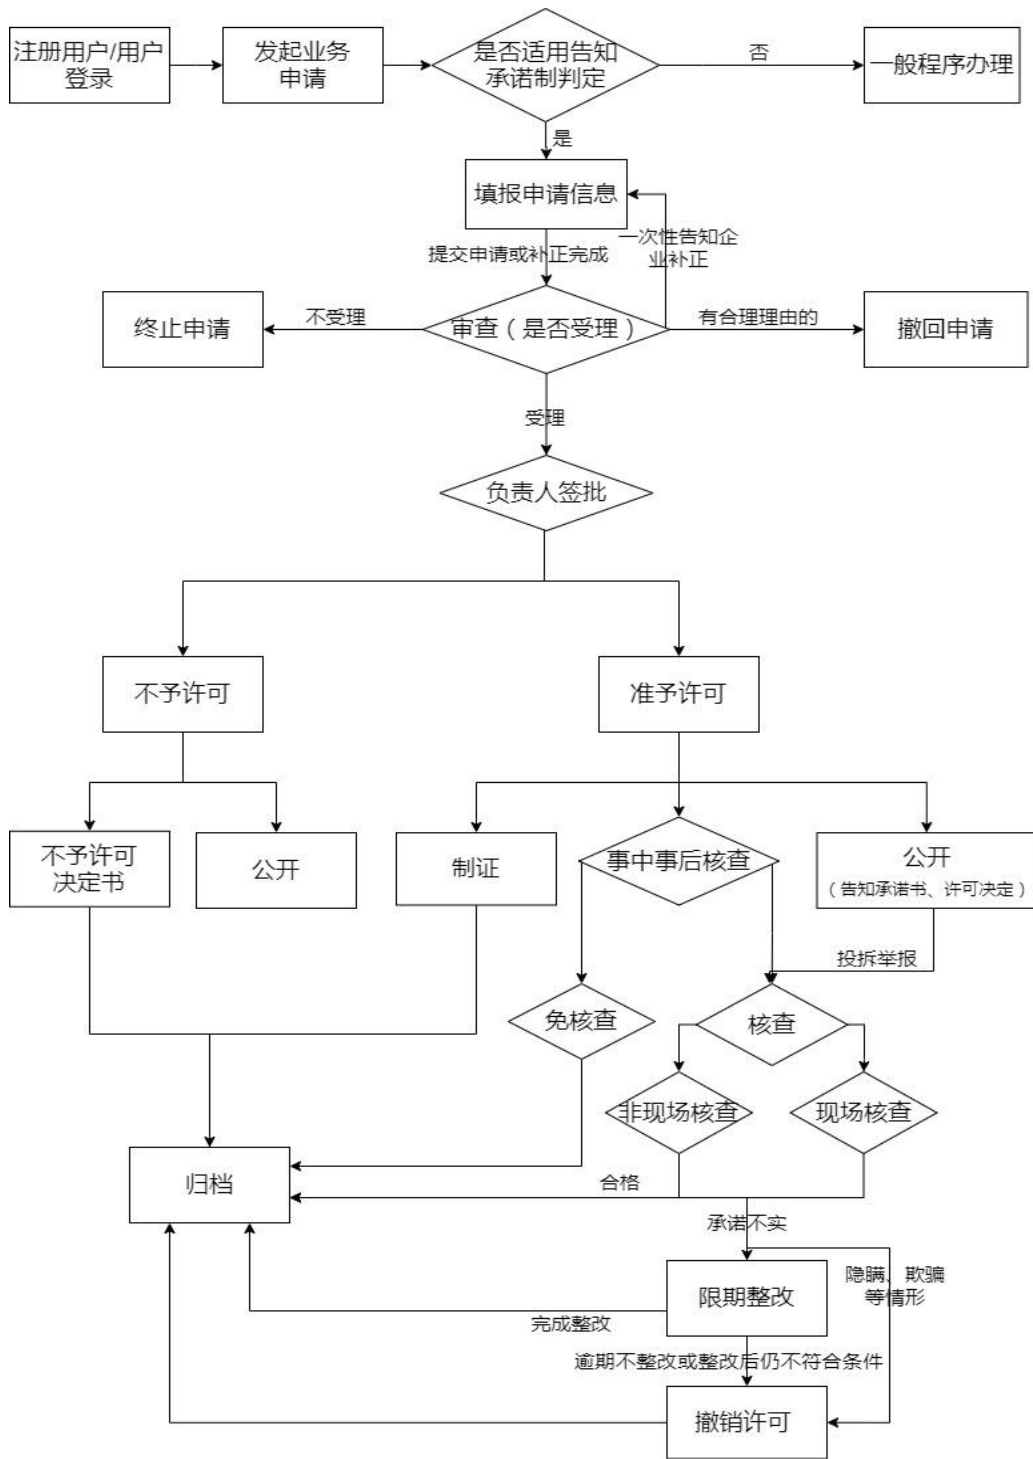 注册用户/用户
登录
发起业务
申请
是否适用告知
承诺制判定
否
一般程序办理
是
填报申请信息
一次性告知企
业补正
提交申请或补正完成
终止申请
不受理
审查（是否受理）
有合理理由的
撤回申请
受理
负责人签批
不予许可
准予许可
不予许可
决定书
公开
制证
事中事后核查
公开
（告知承诺书、许可决定）
投拆举报
免核查
核查
非现场核查
现场核查
归档
合格
承诺不实
隐瞒、欺骗
等情形
限期整改
完成整改
逾期不整改或整改后仍不符合条件
撤销许可